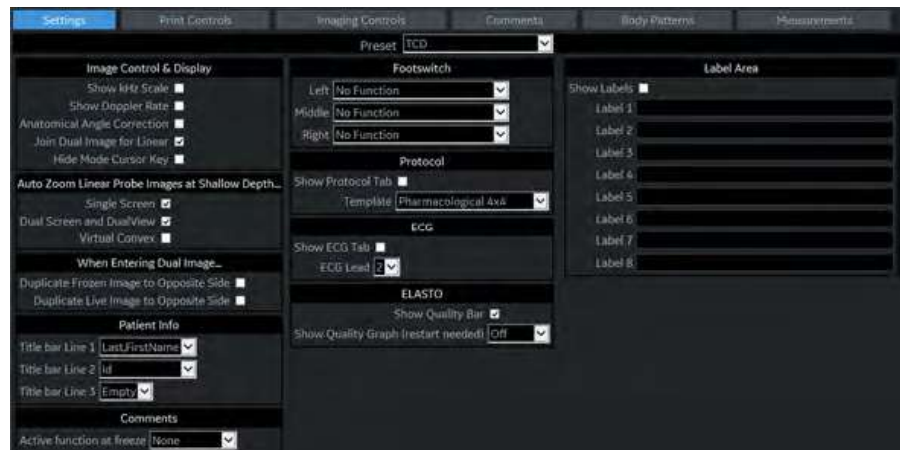 Settings Print Controls Imaging Controls Comments Body Patterns Measurements
Preset TCD
Image Control & Display
Show kHz Scale
Show Doppler Rate
Anatomical Angle Correction
Join Dual Image for Linear
Hide Mode Cursor Key
Auto Zoom Linear Probe Images at Shallow Depth...
Single Screen
Dual Screen and DualView
Virtual Convex
When Entering Dual Image...
Duplicate Frozen Image to Opposite Side
Duplicate Live Image to Opposite Side
Patient Info
Title bar Line 1 Last,FirstName
Title bar Line 2 Id
Title bar Line 3 Empty
Comments
Active function at freeze None
Footswitch
Left No Function
Middle No Function
Right No Function
Protocol
Show Protocol Tab
Template Pharmacological 4x4
ECG
Show ECG Tab
ECG Lead 2
ELASTO
Show Quality Bar
Show Quality Graph (restart needed) Off
Label Area
Show Labels
Label 1
Label 2
Label 3
Label 4
Label 5
Label 6
Label 7
Label 8